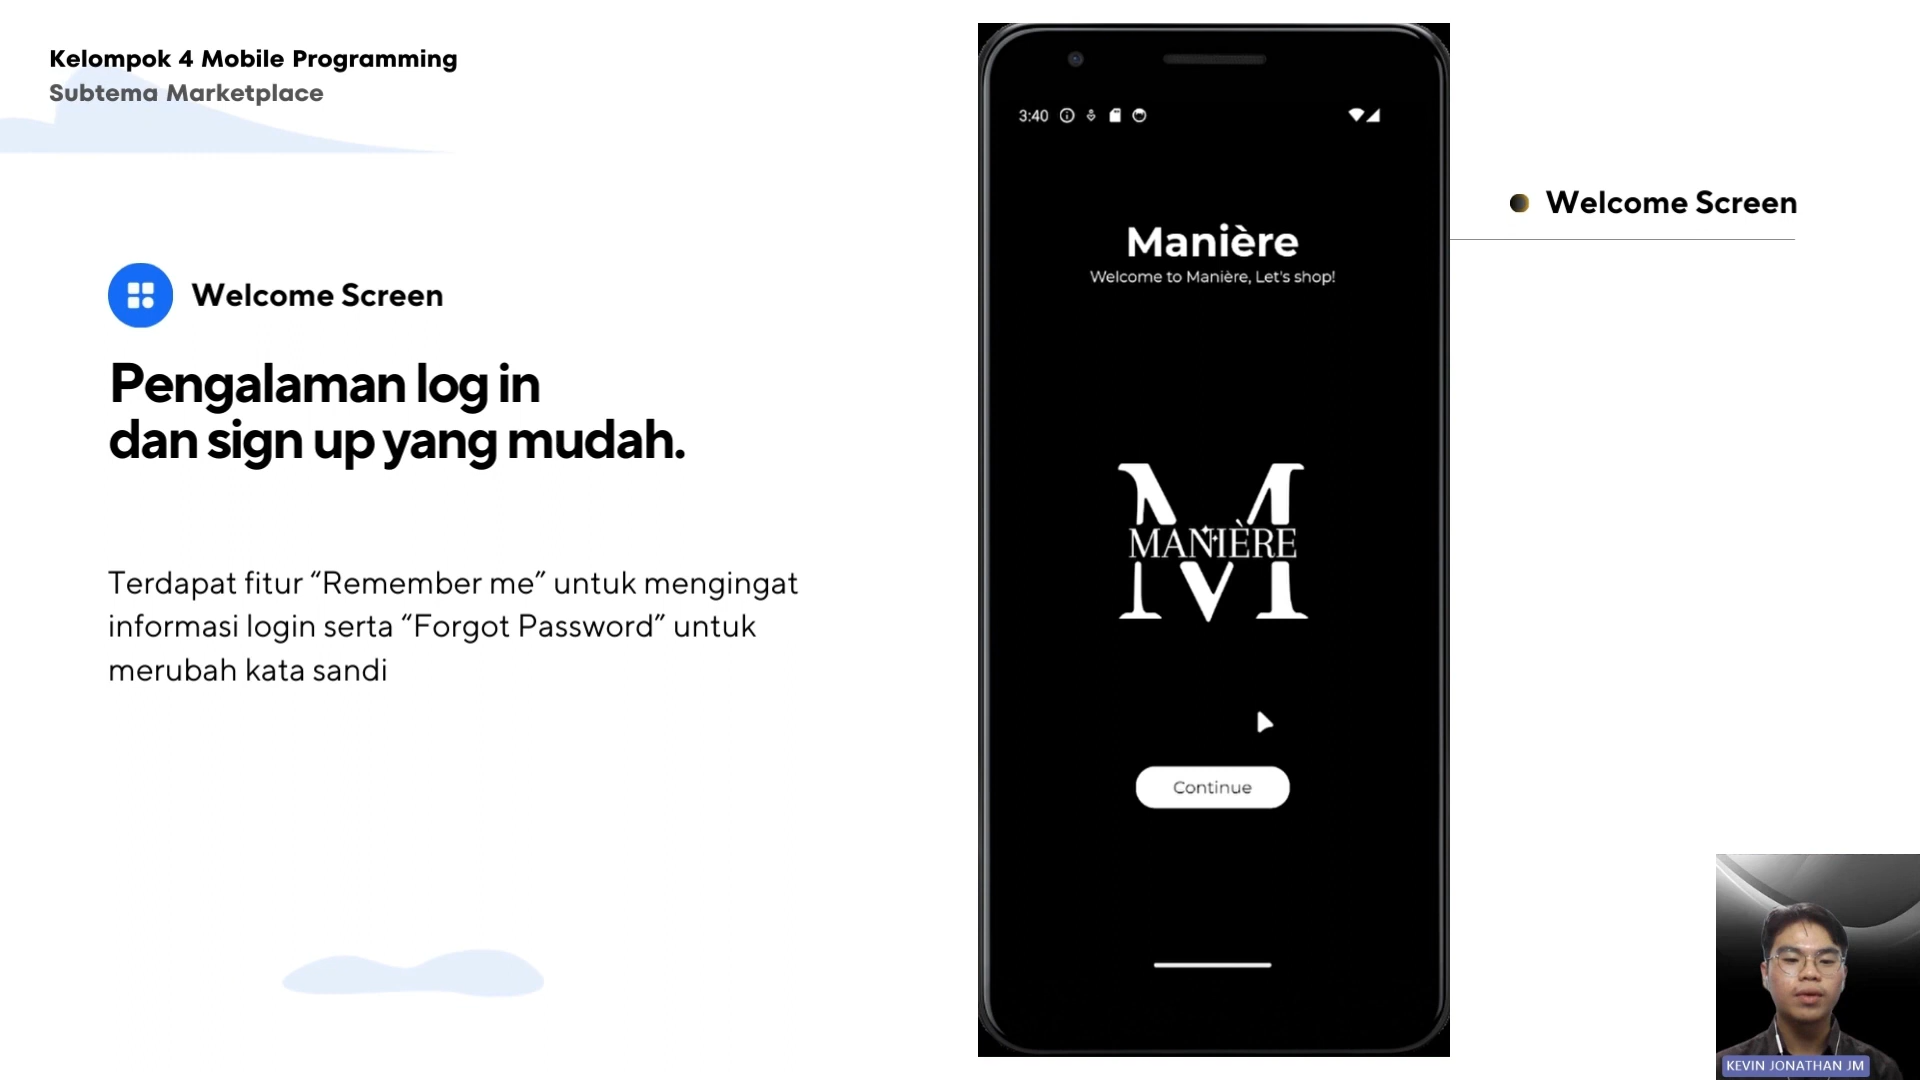 Kelompok 4 Mobile Programming
Subtema Marketplace
Welcome Screen
Pengalaman log in
dan sign up yang mudah.
Terdapat fitur “Remember me” untuk mengingat
informasi login serta “Forgot Password” untuk
merubah kata sandi
3:40
Manière
Welcome to Manière, Let's shop!
M
MANIÈRE
Continue
Welcome Screen
KEVIN JONATHAN JM